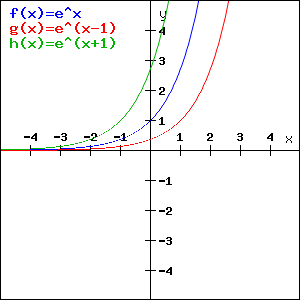 f(x)=e^x
g(x)=e^(x-1)
h(x)=e^(x+1)
y
4
3
2
1
-4 -3 -2 -1 1 2 3 4 x
-1
-2
-3
-4